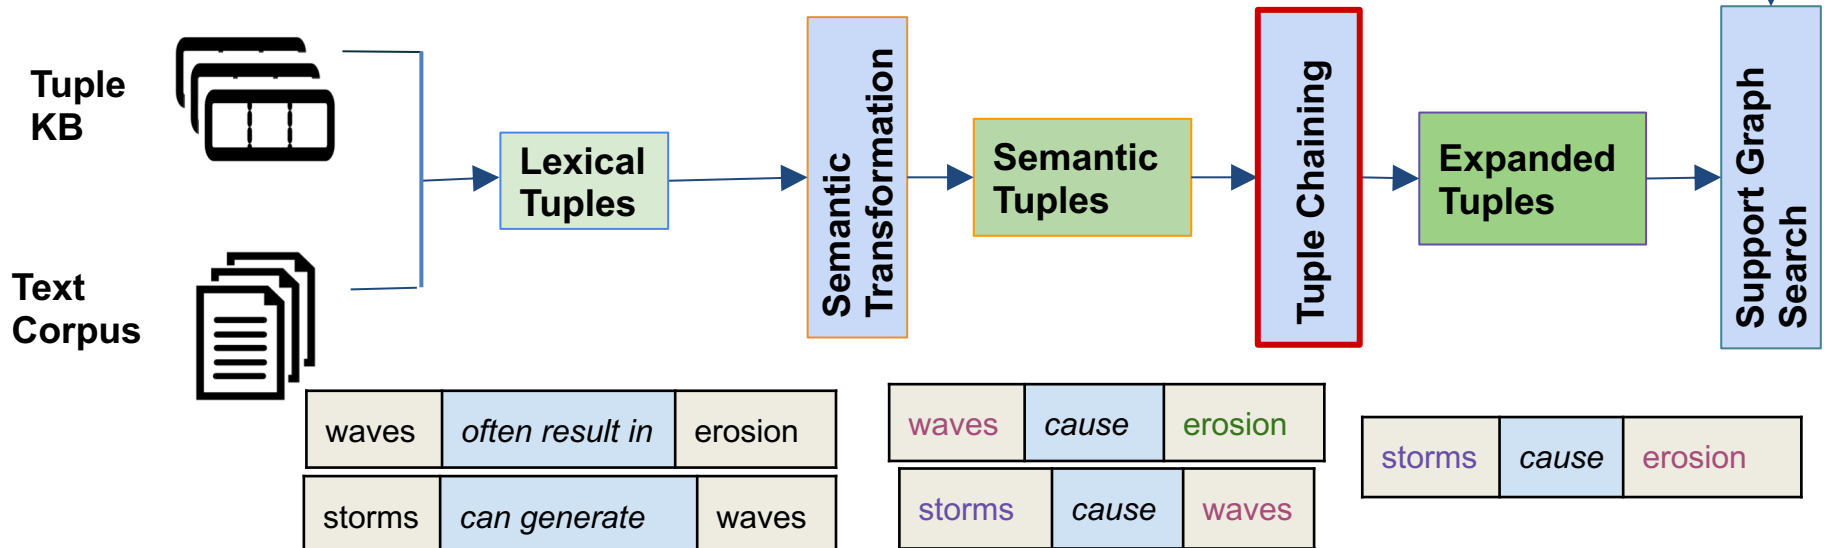 Tuple
KB
Text
Corpus
Lexical
Tuples
Semantic
Transformation
Semantic
Tuples
Tuple Chaining
Expanded
Tuples
Support Graph
Search
waves often result in erosion
storms can generate waves
waves cause erosion
storms cause waves
storms cause erosion